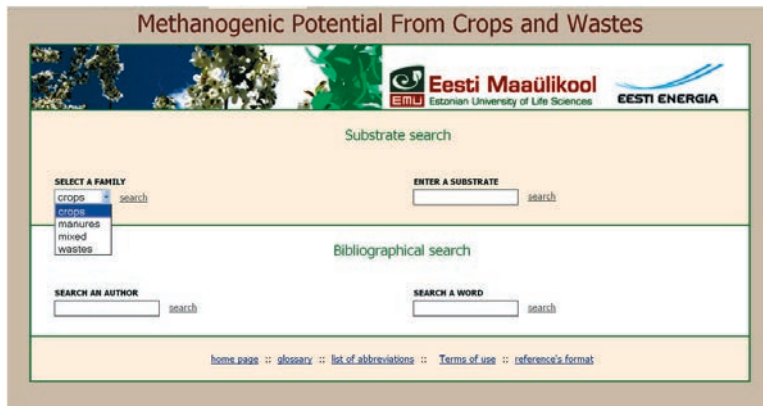 Methanogenic Potential From Crops and Wastes
EMU
Eesti Maaülikool
Estonian University of Life Sciences
EESTI ENERGIA
Substrate search
SELECT A FAMILY
crops search
crops
manures
mixed
wastes
ENTER A SUBSTRATE
search
Bibliographical search
SEARCH AN AUTHOR
search
SEARCH A WORD
search
home page :: glossary :: list of abbreviations :: Terms of use :: reference's format